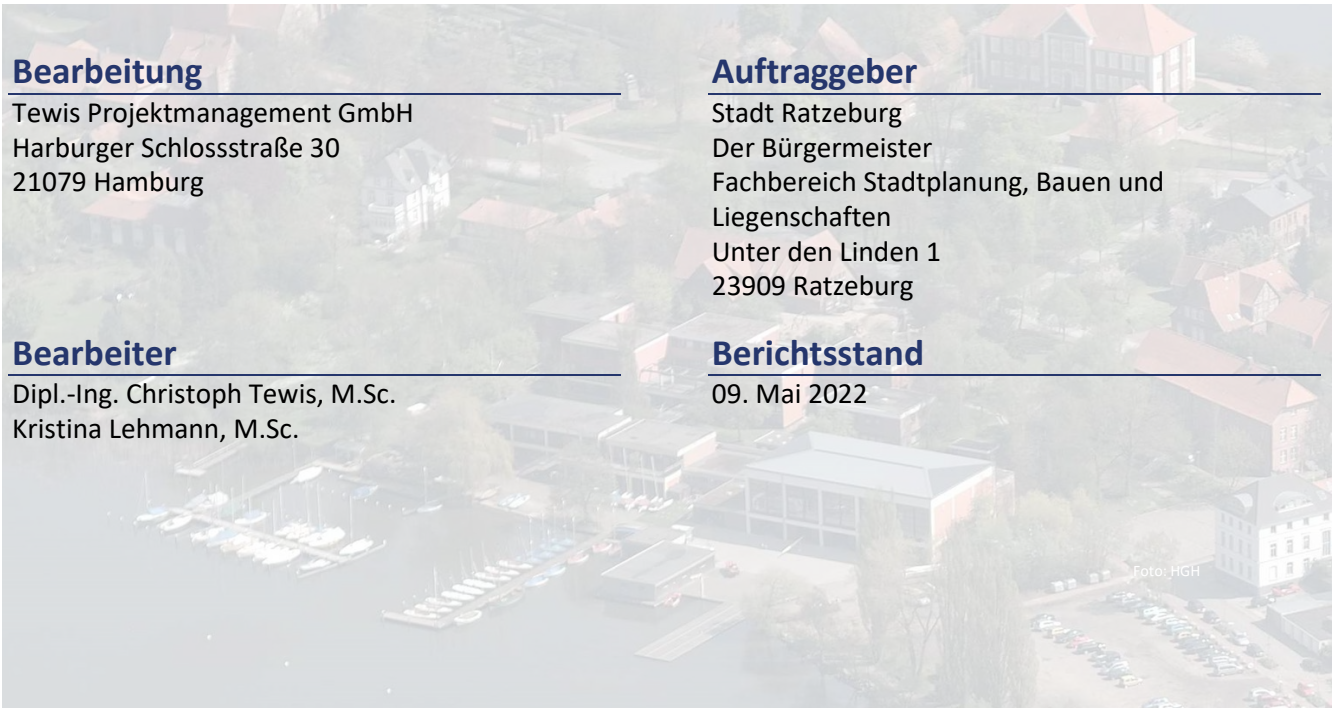 Bearbeitung
Tewis Projektmanagement GmbH
Harburger Schlossstraße 30
21079 Hamburg
Auftraggeber
Stadt Ratzeburg
Der Bürgermeister
Fachbereich Stadtplanung, Bauen und
Liegenschaften
Unter den Linden 1
23909 Ratzeburg
Bearbeiter
Dipl.-Ing. Christoph Tewis, M.Sc.
Kristina Lehmann, M.Sc.
Berichtsstand
09. Mai 2022
Foto: HGH